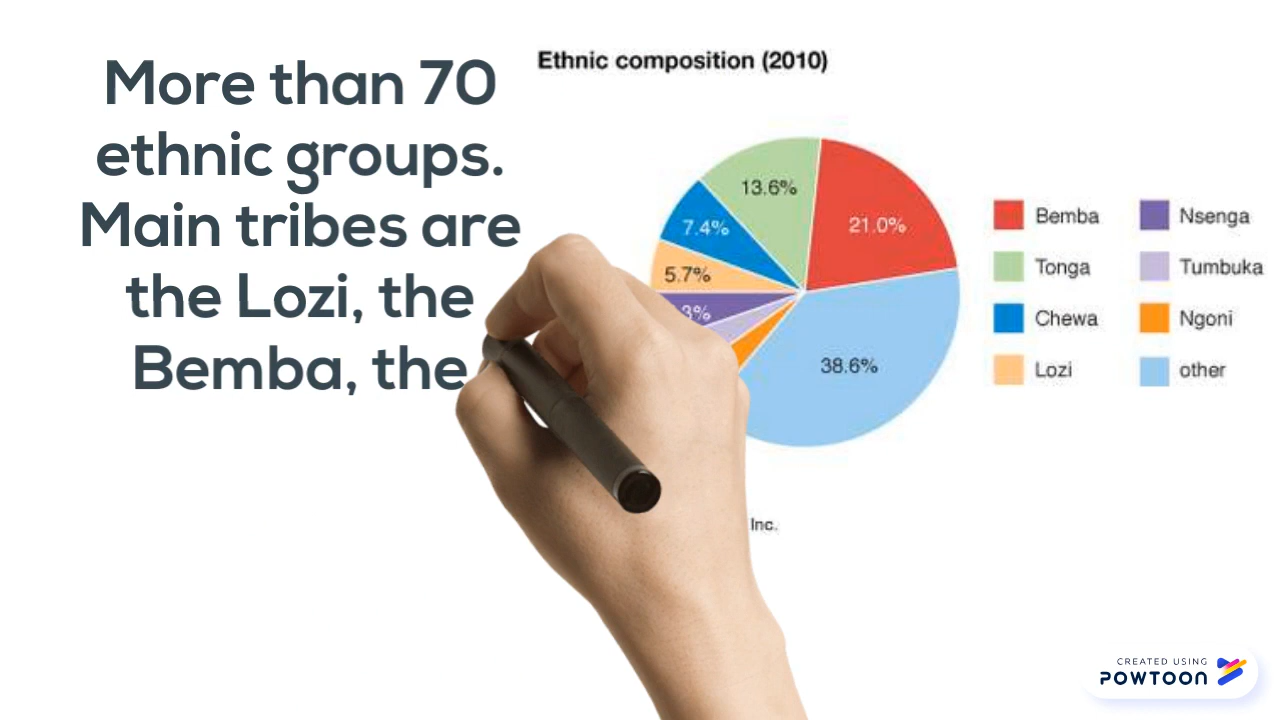 More than 70
ethnic groups.
Main tribes are
the Lozi, the
Bemba, the
Ethnic composition (2010)
13.6%
21.0%
7.4%
5.7%
3%
38.6%
Bemba
Nsenga
Tonga
Tumbuka
Chewa
Ngoni
Lozi
other
Inc.
CREATED USING
POWTOON